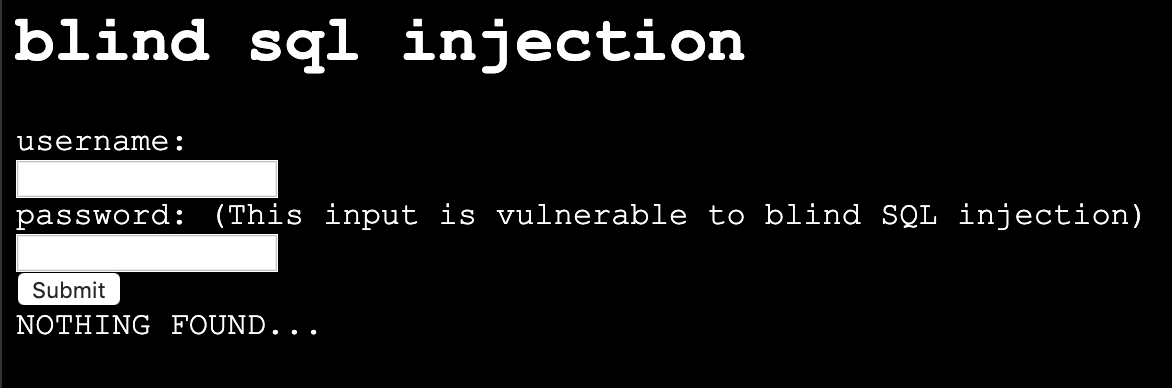 blind sql injection
username:
password: (This input is vulnerable to blind SQL injection)
Submit
NOTHING FOUND...